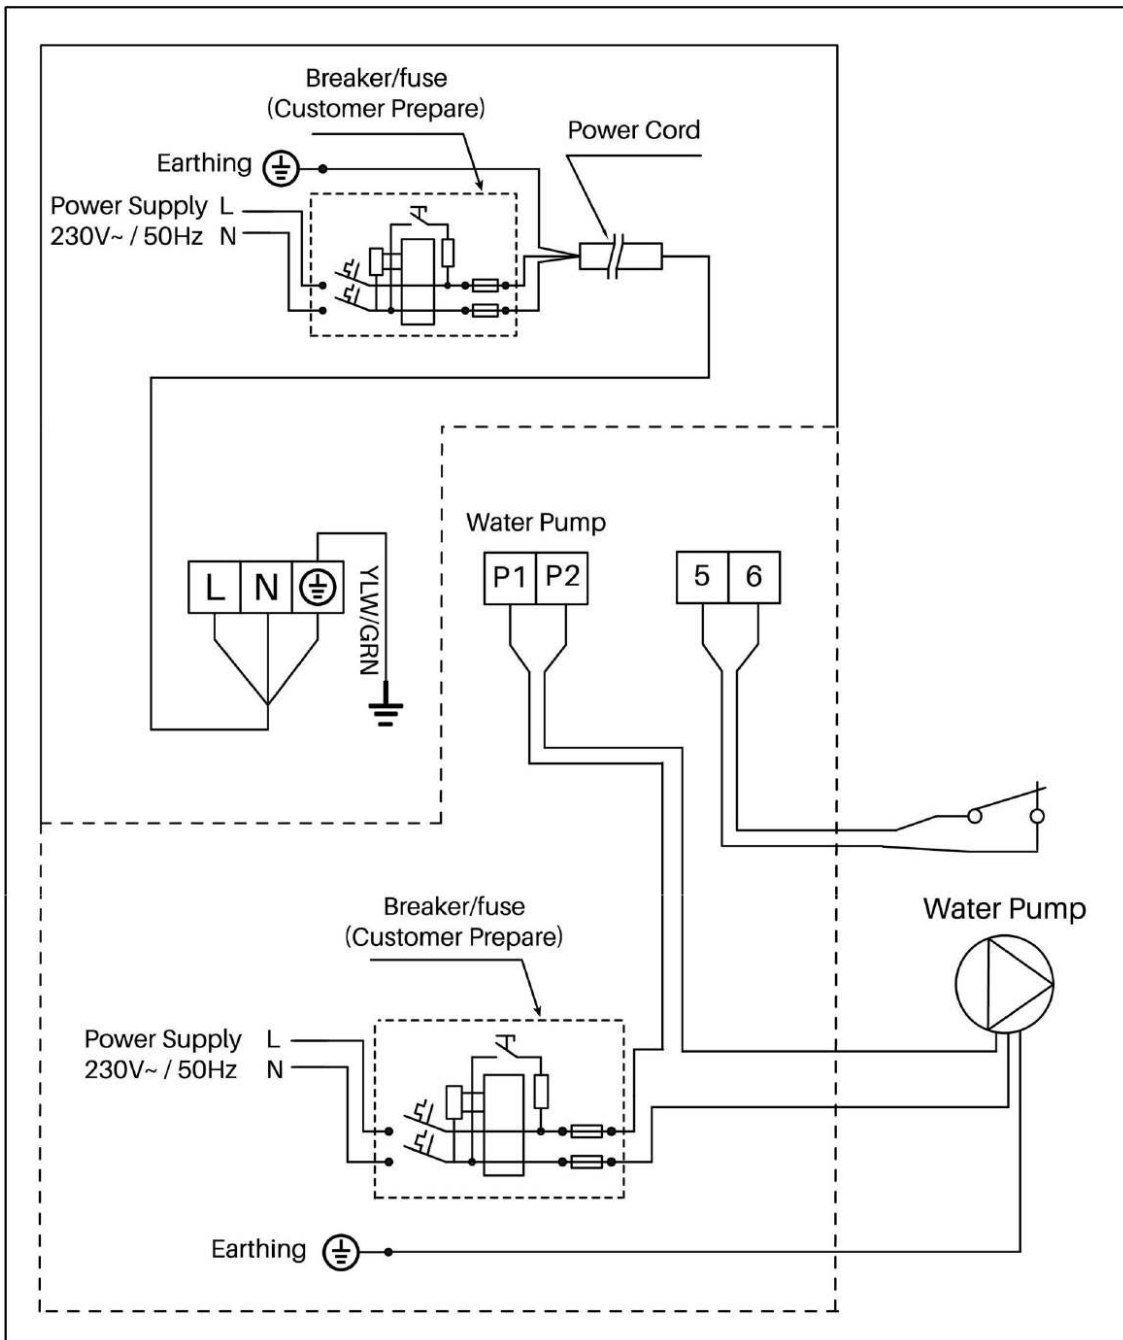 Breaker/fuse
(Customer Prepare)
Power Cord
Earthing
Power Supply L
230V~ / 50Hz N
Water Pump
L N
YLW/GRN
P1 P2
5 6
Breaker/fuse
(Customer Prepare)
Water Pump
Power Supply L
230V~ / 50Hz N
Earthing